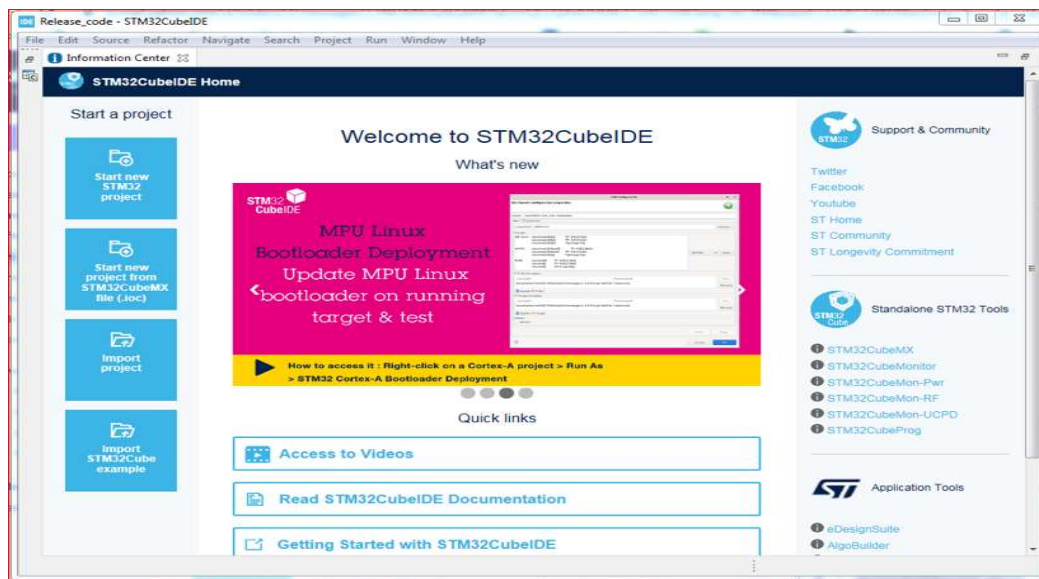 IDE Release_code - STM32CubeIDE
File Edit Source Refactor Navigate Search Project Run Window Help
Information Center
STM32CubeIDE Home
Start a project
Start new
STM32
project
Start new
project from
STM32CubeMX
file (.ioc)
Import
project
Import
STM32Cube
example
Welcome to STM32CubeIDE
What's new
STM32
CubeIDE
MPU Linux
Bootloader Deployment
Update MPU Linux
bootloader on running
target & test
How to access it : Right-click on a Cortex-A project > Run As
> STM32 Cortex-A Bootloader Deployment
Quick links
Access to Videos
Read STM32CubeIDE Documentation
Getting Started with STM32CubeIDE
STM32
Support & Community
Twitter
Facebook
Youtube
ST Home
ST Community
ST Longevity Commitment
STM32
Cube
Standalone STM32 Tools
STM32CubeMX
STM32CubeMonitor
STM32CubeMon-Pwr
STM32CubeMon-RF
STM32CubeMon-UCPD
STM32CubeProg
ST
Application Tools
eDesignSuite
AlgoBuilder